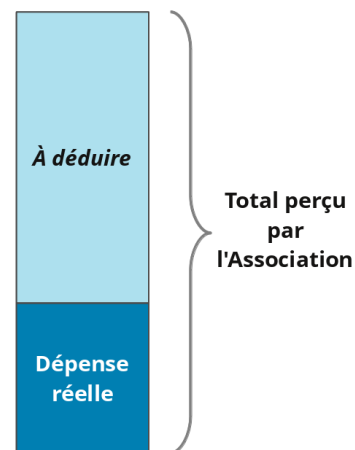 À déduire
Total perçu
par
l'Association
Dépense
réelle